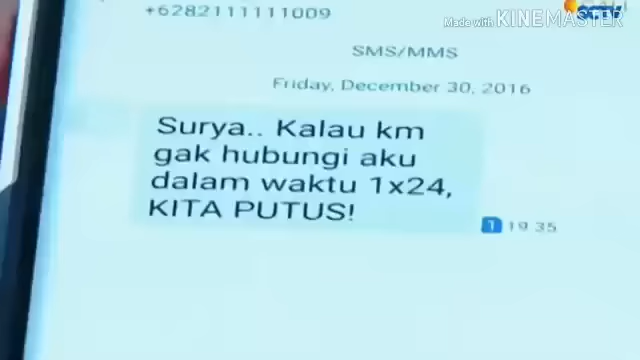 +6282111111009
Made with KINEMASTER
SCTV
SMS/MMS
Friday, December 30, 2016
Surya.. Kalau km
gak hubungi aku
dalam waktu 1x24,
KITA PUTUS!
1 19.35